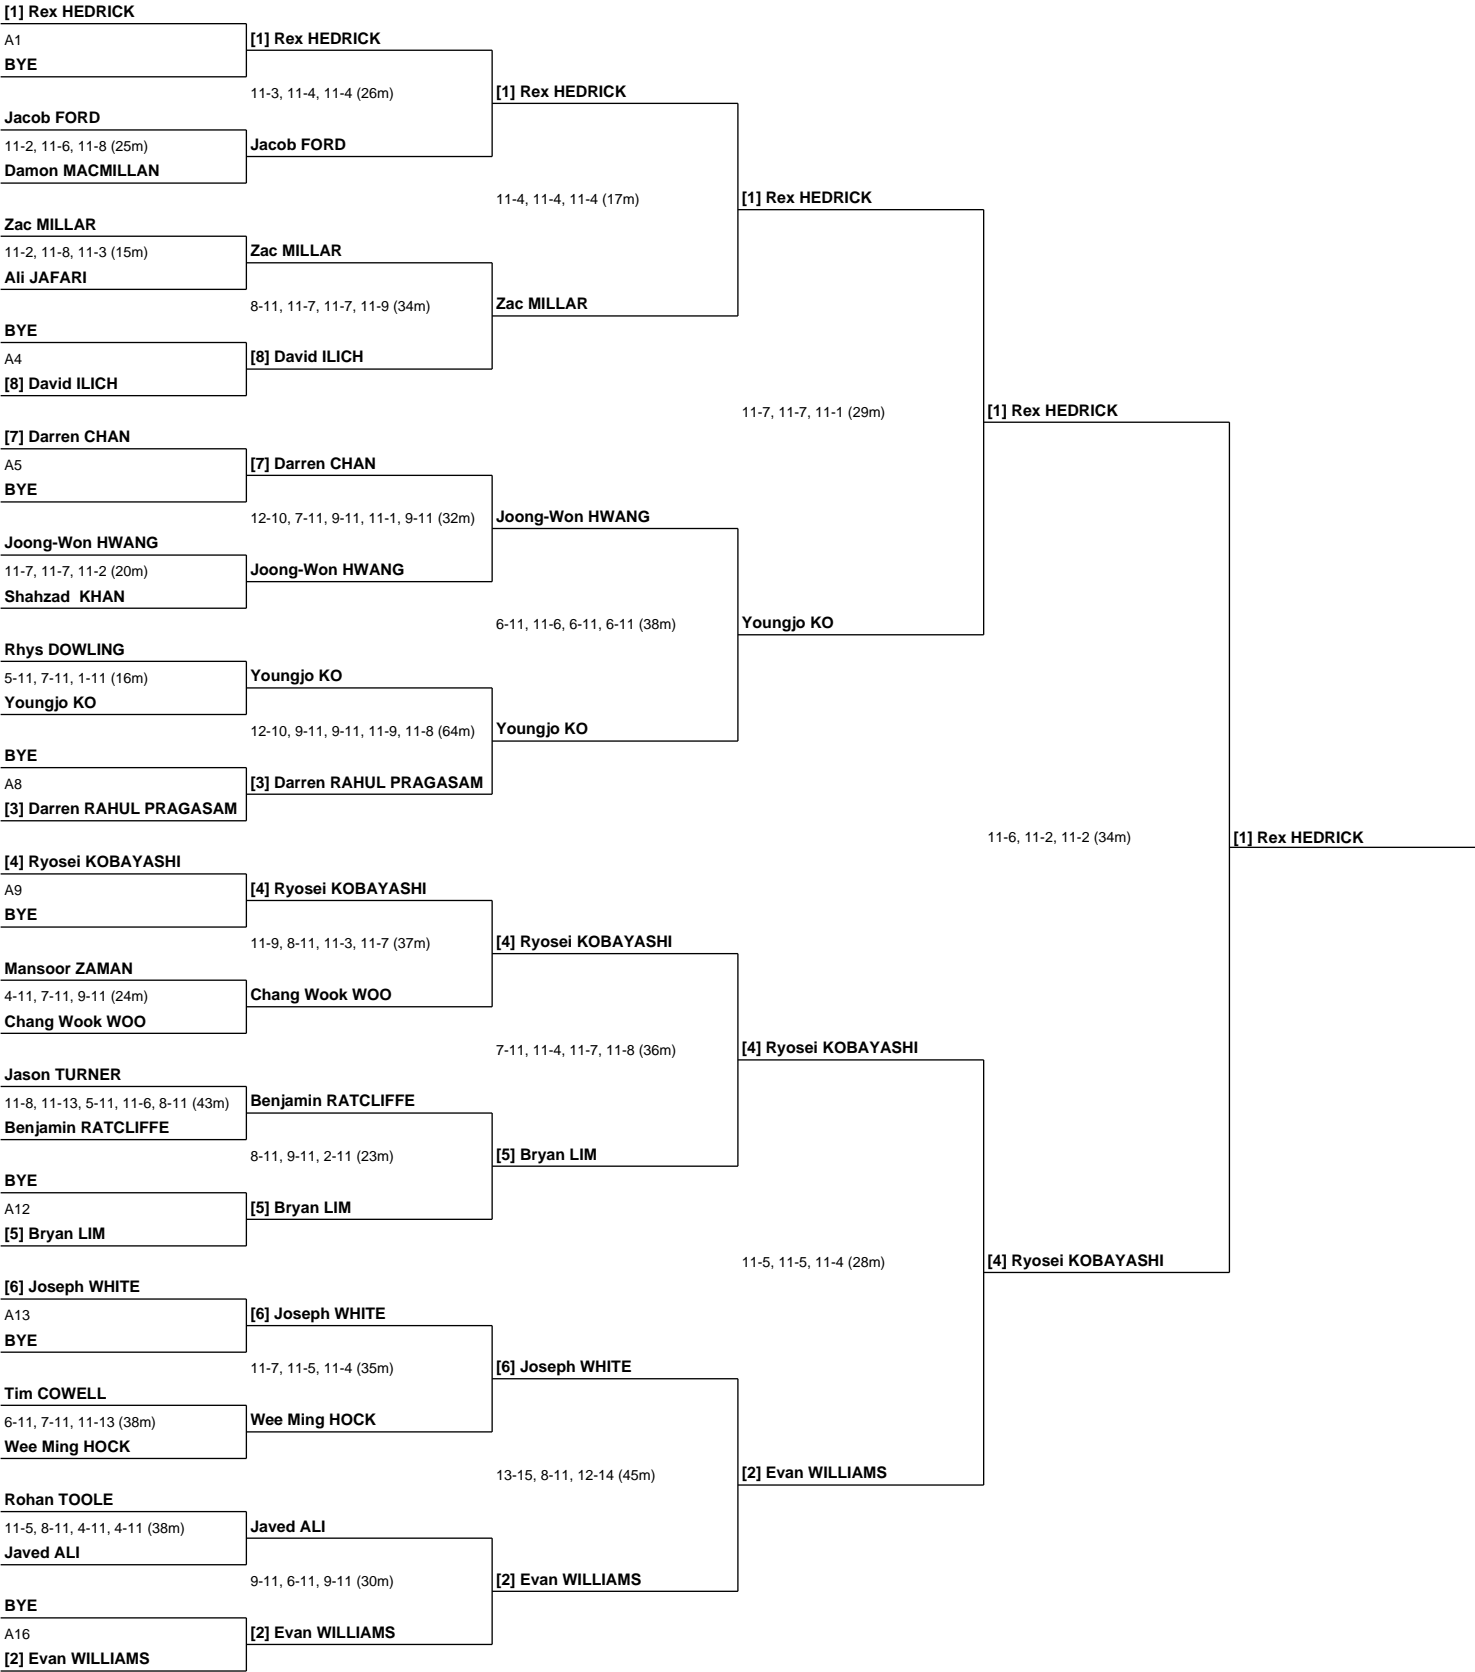 [1] Rex HEDRICK
A1
[1] Rex HEDRICK
BYE
11-3, 11-4, 11-4 (26m)
[1] Rex HEDRICK
Jacob FORD
11-2, 11-6, 11-8 (25m)
Jacob FORD
Damon MACMILLAN
11-4, 11-4, 11-4 (17m)
[1] Rex HEDRICK
Zac MILLAR
11-2, 11-8, 11-3 (15m)
Zac MILLAR
Ali JAFARI
8-11, 11-7, 11-7, 11-9 (34m)
Zac MILLAR
BYE
A4
[8] David ILICH
[8] David ILICH
11-7, 11-7, 11-1 (29m)
[1] Rex HEDRICK
[7] Darren CHAN
A5
[7] Darren CHAN
BYE
12-10, 7-11, 9-11, 11-1, 9-11 (32m)
Joong-Won HWANG
Joong-Won HWANG
11-7, 11-7, 11-2 (20m)
Joong-Won HWANG
Shahzad KHAN
6-11, 11-6, 6-11, 6-11 (38m)
Youngjo KO
Rhys DOWLING
5-11, 7-11, 1-11 (16m)
Youngjo KO
Youngjo KO
12-10, 9-11, 9-11, 11-9, 11-8 (64m)
Youngjo KO
BYE
A8
[3] Darren RAHUL PRAGASAM
[3] Darren RAHUL PRAGASAM
11-6, 11-2, 11-2 (34m)
[1] Rex HEDRICK
[4] Ryosei KOBAYASHI
A9
[4] Ryosei KOBAYASHI
BYE
11-9, 8-11, 11-3, 11-7 (37m)
[4] Ryosei KOBAYASHI
Mansoor ZAMAN
4-11, 7-11, 9-11 (24m)
Chang Wook WOO
Chang Wook WOO
7-11, 11-4, 11-7, 11-8 (36m)
[4] Ryosei KOBAYASHI
Jason TURNER
11-8, 11-13, 5-11, 11-6, 8-11 (43m)
Benjamin RATCLIFFE
Benjamin RATCLIFFE
8-11, 9-11, 2-11 (23m)
[5] Bryan LIM
BYE
A12
[5] Bryan LIM
[5] Bryan LIM
11-5, 11-5, 11-4 (28m)
[4] Ryosei KOBAYASHI
[6] Joseph WHITE
A13
[6] Joseph WHITE
BYE
11-7, 11-5, 11-4 (35m)
[6] Joseph WHITE
Tim COWELL
6-11, 7-11, 11-13 (38m)
Wee Ming HOCK
Wee Ming HOCK
13-15, 8-11, 12-14 (45m)
[2] Evan WILLIAMS
Rohan TOOLE
11-5, 8-11, 4-11, 4-11 (38m)
Javed ALI
Javed ALI
9-11, 6-11, 9-11 (30m)
[2] Evan WILLIAMS
BYE
A16
[2] Evan WILLIAMS
[2] Evan WILLIAMS